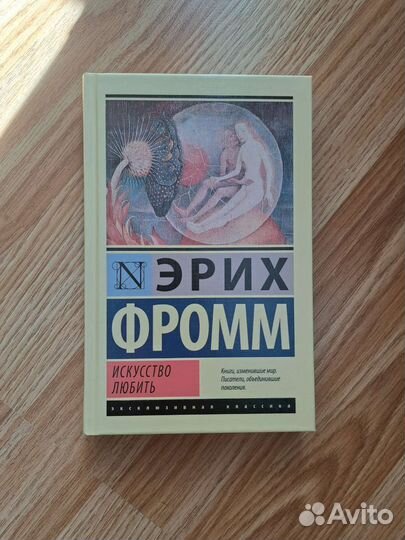 N ЭРИХ
ФРОММ
ИСКУССТВО
ЛЮБИТЬ
Книги, изменившие мир.
Писатели, объединившие
поколения.
ЭКСКЛЮЗИВНАЯ КЛАССИКА
Avito